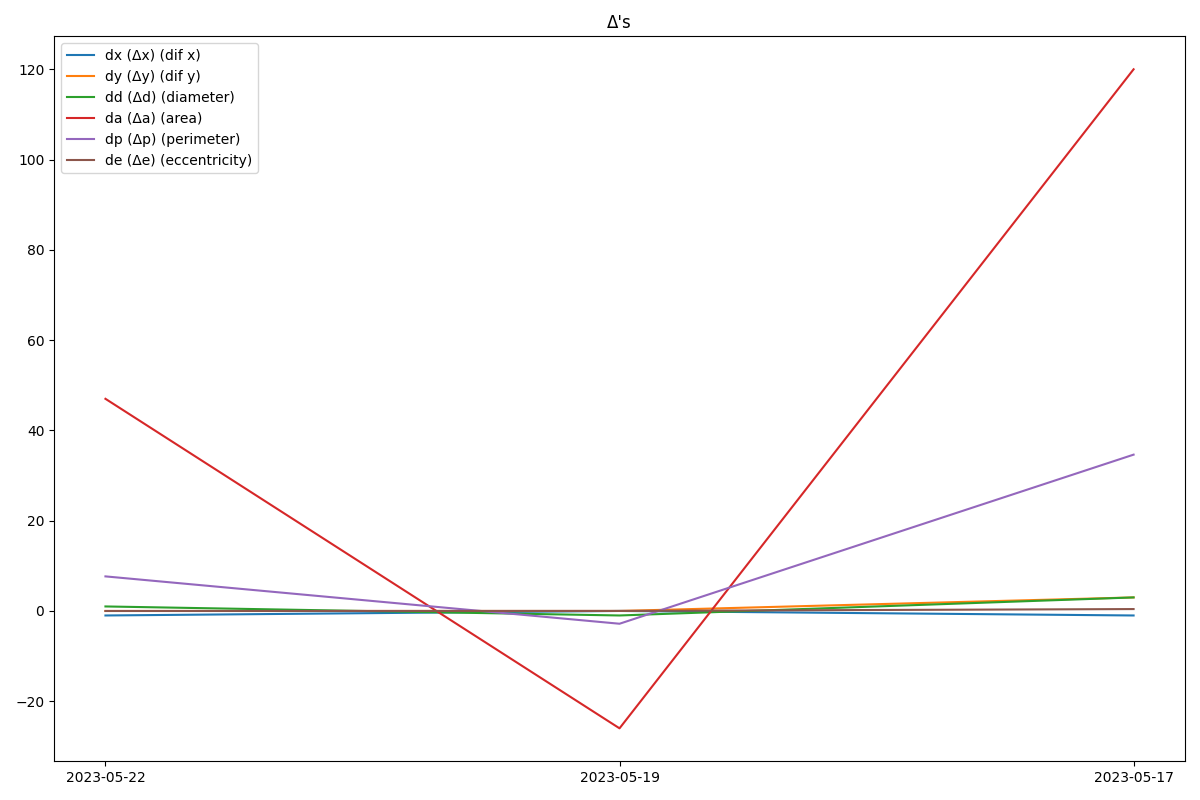 Δ's
dx (Δx) (dif x)
dy (Δy) (dif y)
dd (Δd) (diameter)
da (Δa) (area)
dp (Δp) (perimeter)
de (Δe) (eccentricity)
120
100
80
60
40
20
0
−20
2023-05-22 2023-05-19 2023-05-17